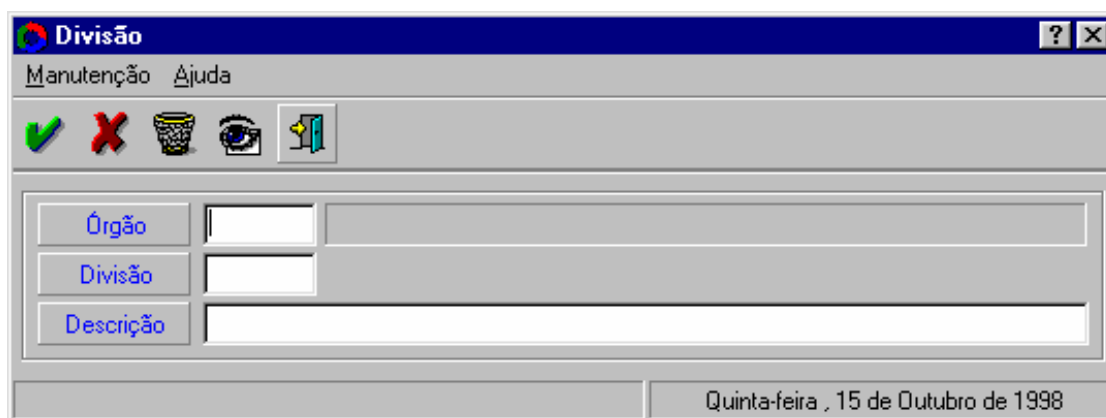 Divisão
Manutenção Ajuda
Órgão
Divisão
Descrição
Quinta-feira , 15 de Outubro de 1998